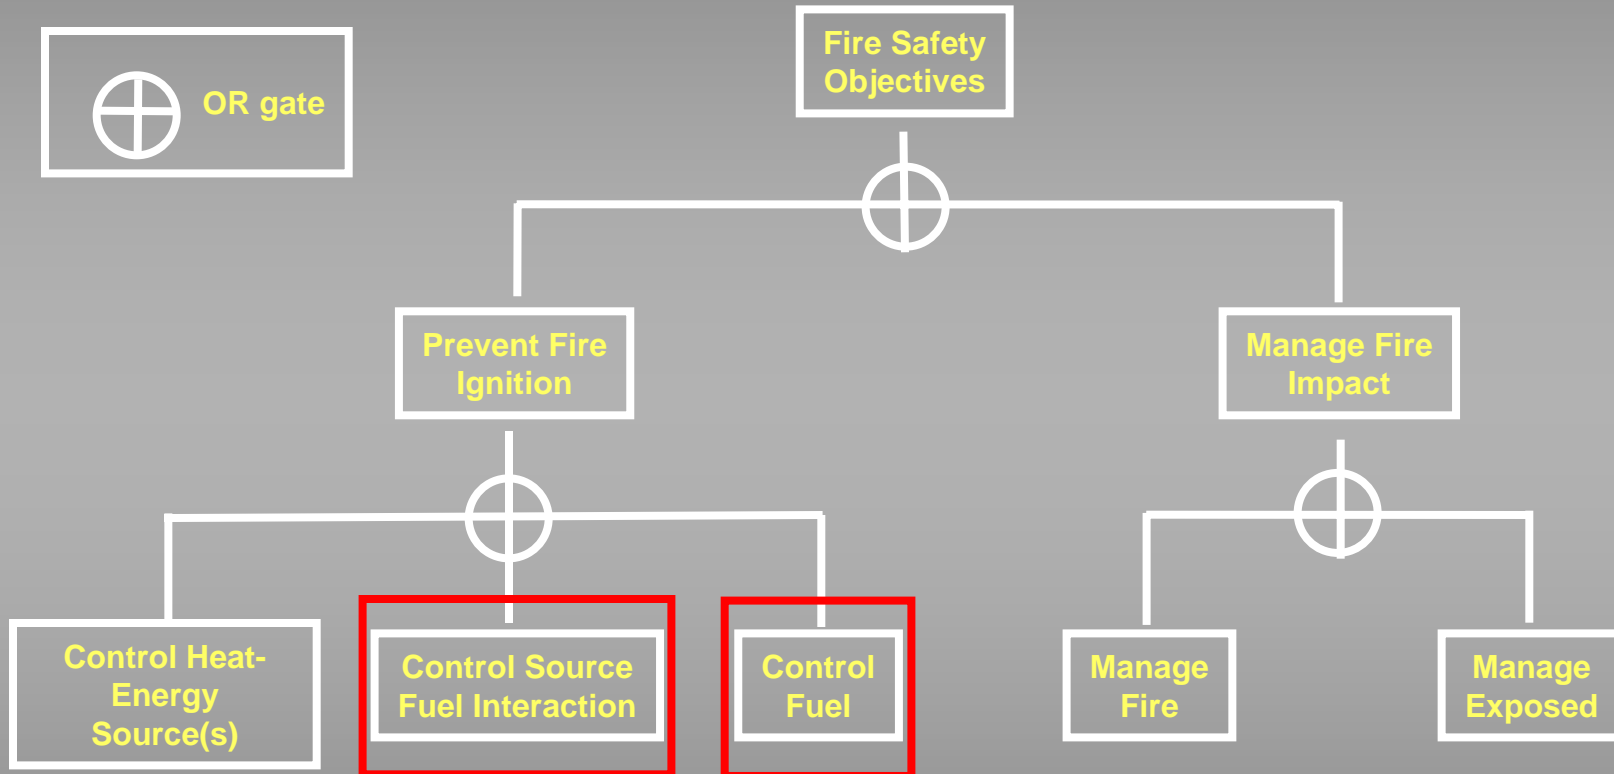 OR gate
Fire Safety
Objectives
Prevent Fire
Ignition
Manage Fire
Impact
Control Heat-
Energy
Source(s)
Control Source
Fuel Interaction
Control
Fuel
Manage
Fire
Manage
Exposed